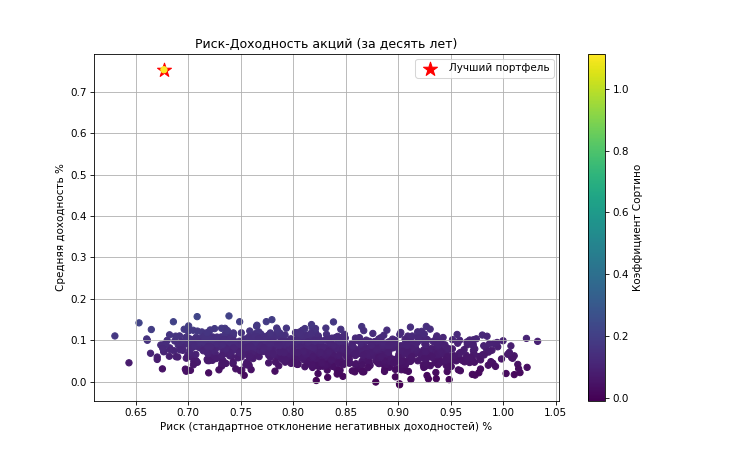 Риск-Доходность акций (за десять лет)
Лучший портфель
Средняя доходность %
0.7
0.6
0.5
0.4
0.3
0.2
0.1
0.0
0.65 0.70 0.75 0.80 0.85 0.90 0.95 1.00 1.05
Риск (стандартное отклонение негативных доходностей) %
1.0
0.8
0.6
0.4
0.2
0.0
Коэффициент Сортино